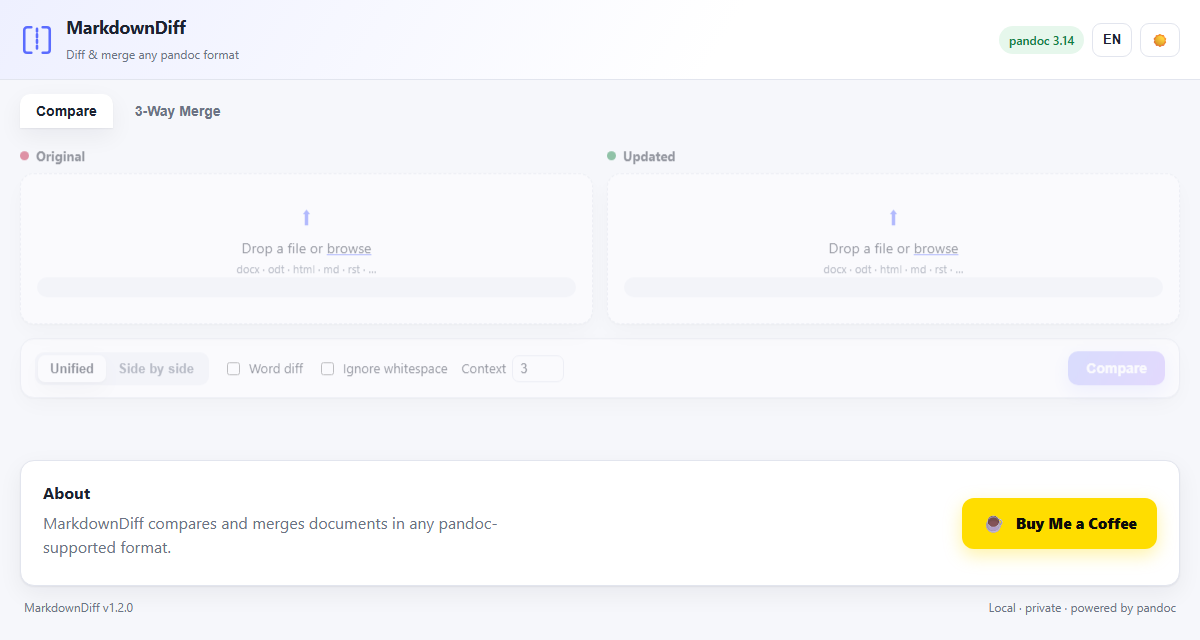 MarkdownDiff
Diff & merge any pandoc format
pandoc 3.14
EN
Compare
3-Way Merge
Original
Updated
Drop a file or browse
docx · odt · html · md · rst · ...
Drop a file or browse
docx · odt · html · md · rst · ...
Unified
Side by side
Word diff
Ignore whitespace
Context
3
Compare
About
MarkdownDiff compares and merges documents in any pandoc-
supported format.
Buy Me a Coffee
MarkdownDiff v1.2.0
Local · private · powered by pandoc